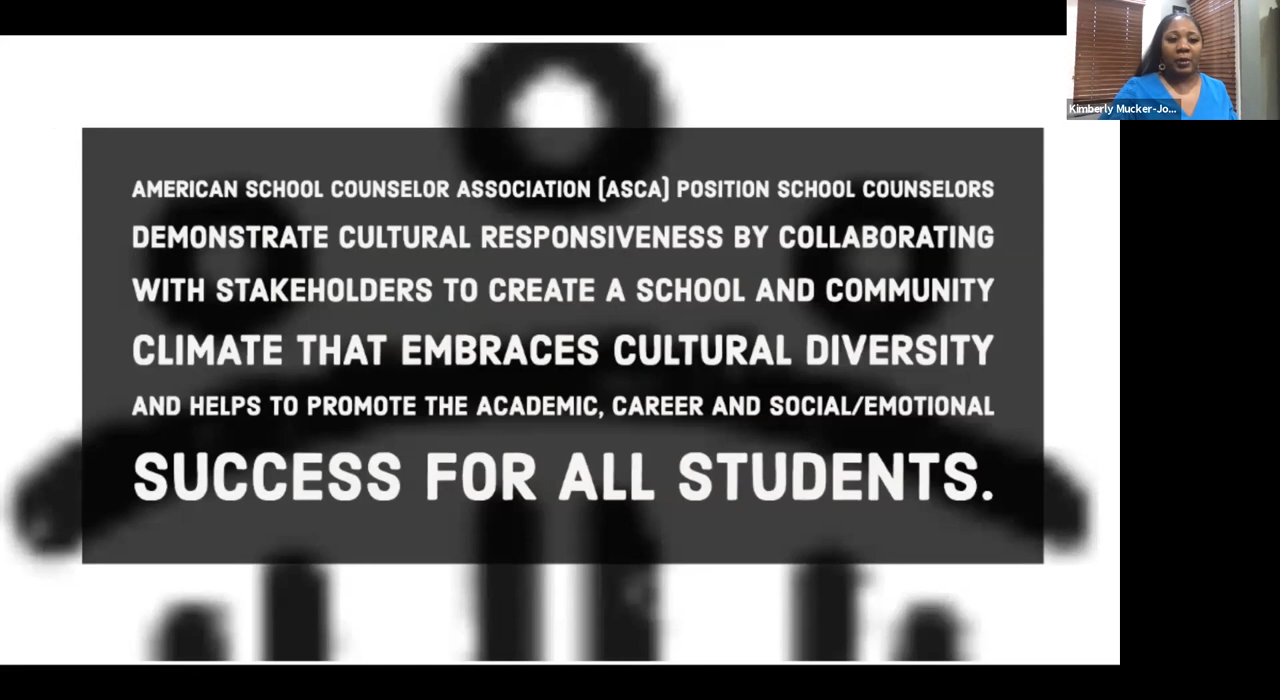 AMERICAN SCHOOL COUNSELOR ASSOCIATION (ASCA) POSITION SCHOOL COUNSELORS
DEMONSTRATE CULTURAL RESPONSIVENESS BY COLLABORATING
WITH STAKEHOLDERS TO CREATE A SCHOOL AND COMMUNITY
CLIMATE THAT EMBRACES CULTURAL DIVERSITY
AND HELPS TO PROMOTE THE ACADEMIC, CAREER AND SOCIAL/EMOTIONAL
SUCCESS FOR ALL STUDENTS.
Kimberly Mucker-Jo...